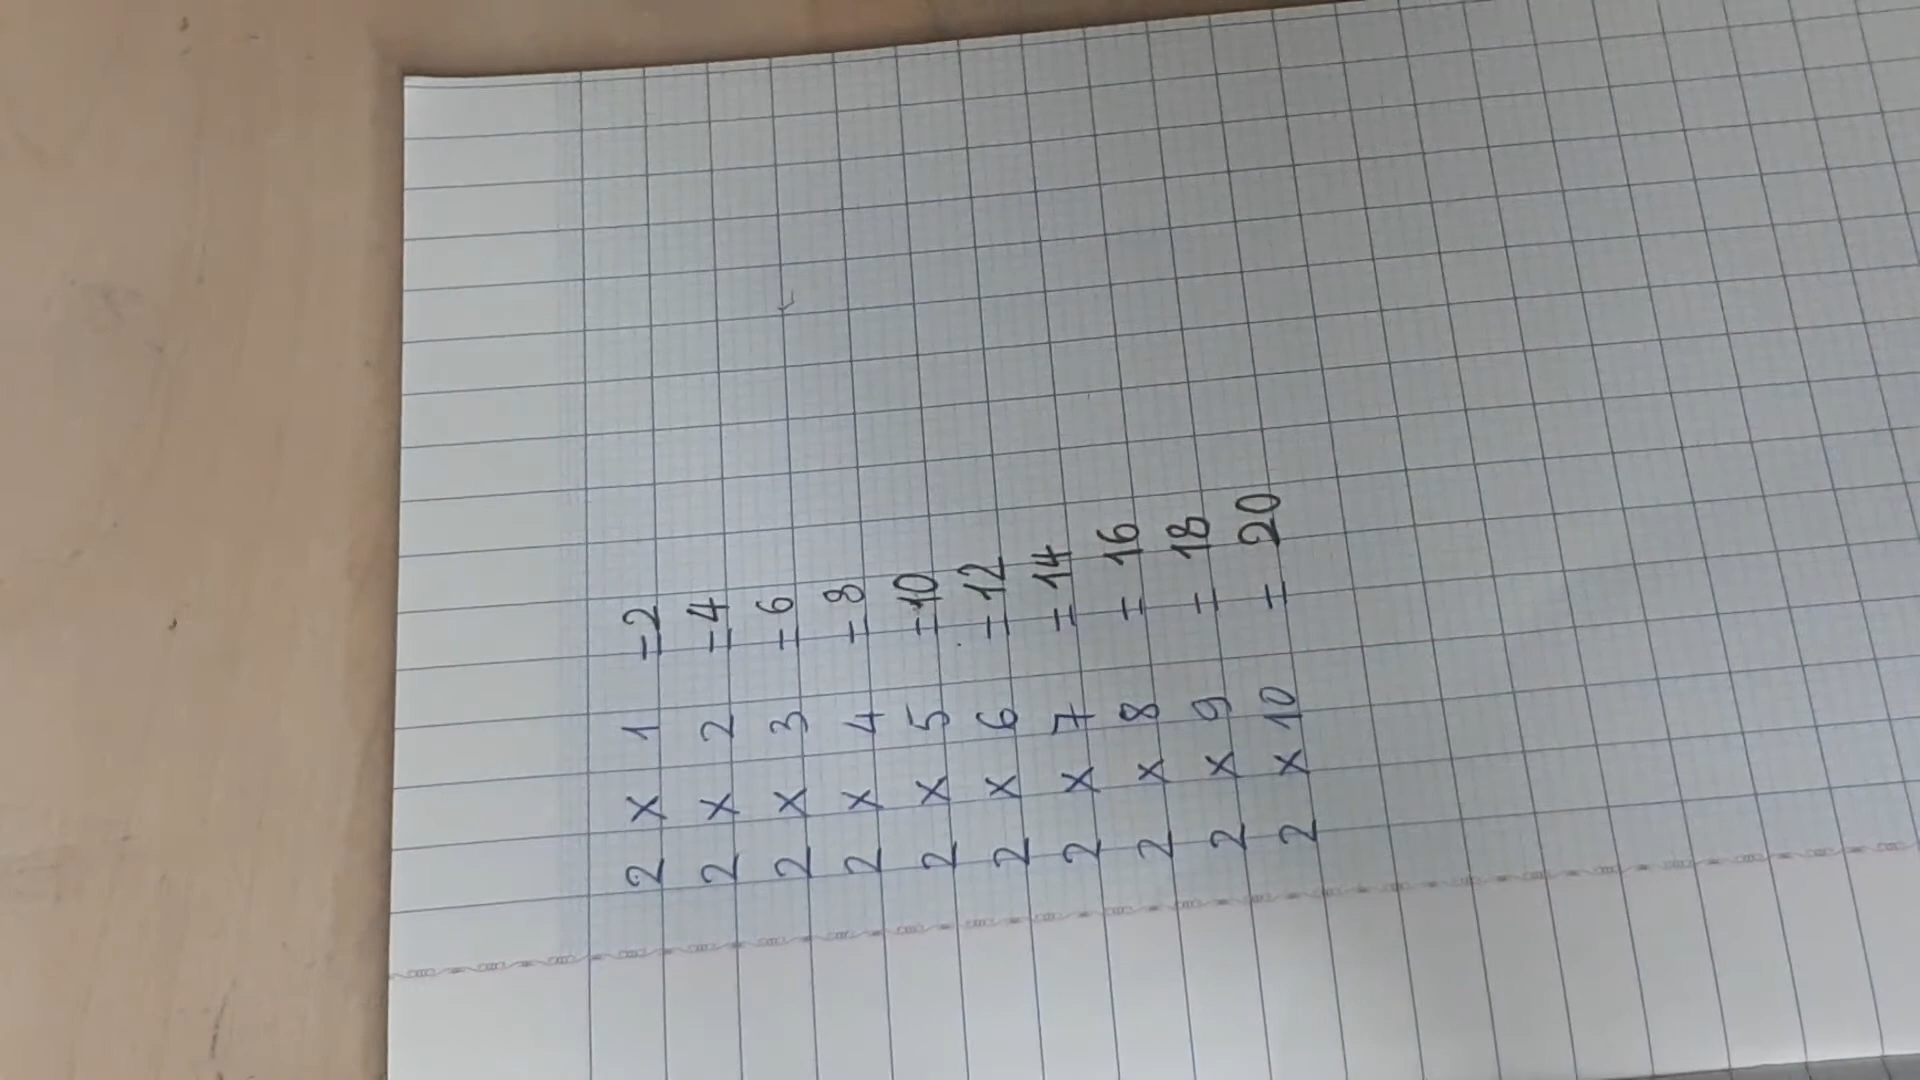 2 x 1 =2
2 x 2 =4
2 x 3 =6
2 x 4 =8
2 x 5 =10
2 x 6 =12
2 x 7 =14
2 x 8 = 16
2 x 9 = 18
2 x 10 = 20